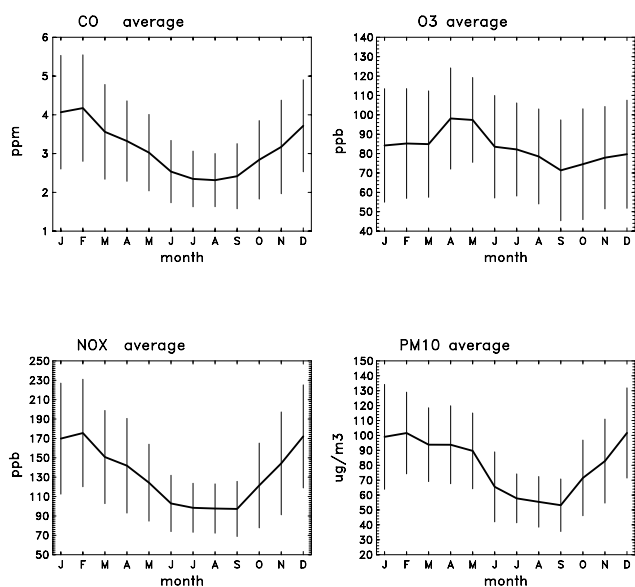 CO average
6
5
4
3
2
1
ppm
J F M A M J J A S O N D
month
O3 average
140
130
120
110
100
90
80
70
60
50
40
ppb
J F M A M J J A S O N D
month
NOX average
250
230
210
190
170
150
130
110
90
70
50
ppb
J F M A M J J A S O N D
month
PM10 average
150
140
130
120
110
100
90
80
70
60
50
40
30
20
ug/m3
J F M A M J J A S O N D
month